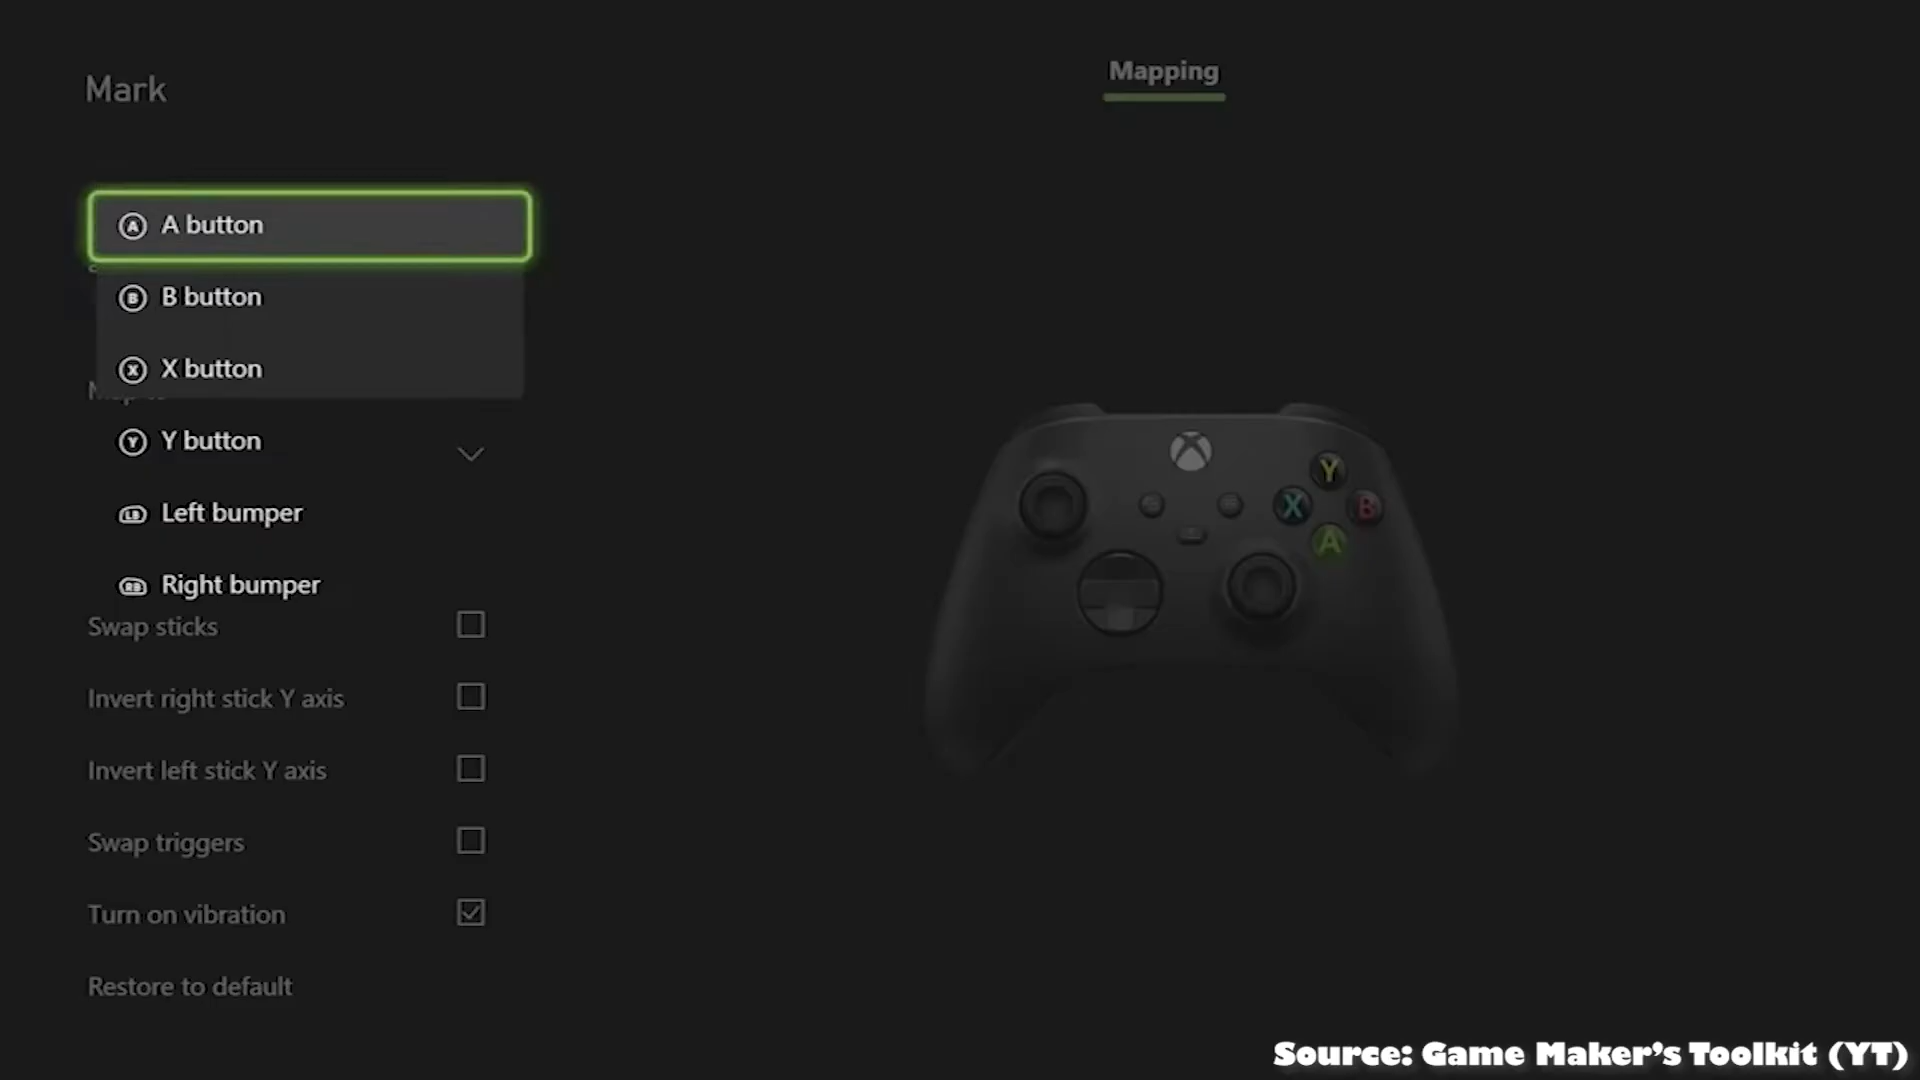 Mark
Mapping
A button
B button
X button
Y button
Left bumper
Right bumper
Swap sticks
Invert right stick Y axis
Invert left stick Y axis
Swap triggers
Turn on vibration
Restore to default
Y
X
B
A
Source: Game Maker's Toolkit (YT)